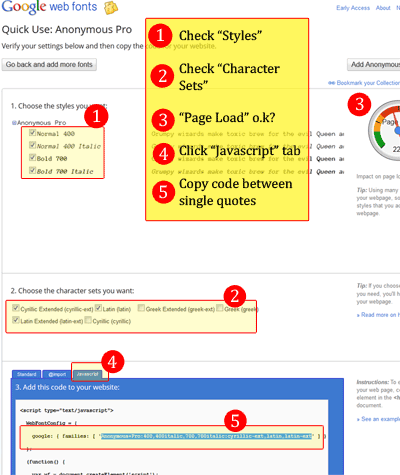 Google web fonts
Early Access About
Quick Use: Anonymous Pro
Verify your settings below and then copy the code for your website.
Go back and add more fonts
Add Anonymous
Bookmark your Collection
1 Check “Styles”
2 Check “Character
Sets”
3 “Page Load” o.k?
4 Click “Javascript” tab
5 Copy code between
single quotes
3
Page
22
1. Choose the styles you want:
1
Anonymous Pro
Normal 400
Normal 400 Italic
Bold 700
Bold 700 Italic
Grumpy wizards make toxic brew for the evil Queen an
Grumpy wizards make toxic brew for the evil Queen an
Grumpy wizards make toxic brew for the evil Queen a
Grumpy wizards make toxic brew for the evil Queen a
Impact on page lo
Tip: Using many
your webpage, so
styles that you a
webpage.
2. Choose the character sets you want:
2
Cyrillic Extended (cyrillic-ext) Latin (latin) Greek Extended (greek-ext) Greek (greek)
Latin Extended (latin-ext) Cyrillic (cyrillic)
Tip: If you choose
you need, you'll h
your webpage.
» Read more on h
4
Standard @import Javascript
3. Add this code to your website:
<script type="text/javascript">
WebFontConfig = {
5
google: { families: [ 'Anonymous+Pro:400,400italic,700,700italic:cyrillic-ext,latin,latin-ext' ] }
};
(function() {
var wf = document.createElement('script');
Instructions: To
your web page, c
element in the <h
document.
» See an example